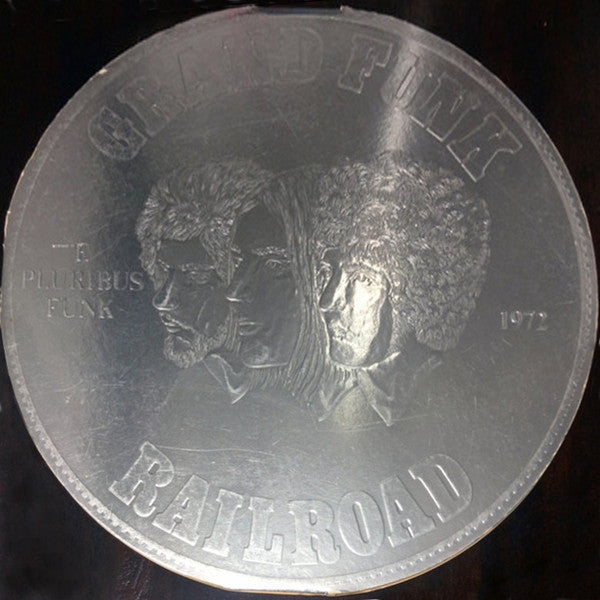 GRAND FUNK
E
PLURIBUS
FUNK
1972
RAILROAD